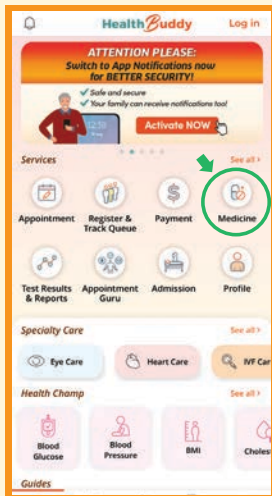 HealthBuddy Log in
ATTENTION PLEASE:
Switch to App Notifications now
for BETTER SECURITY!
Safe and secure
Your family can receive notifications too!
Activate NOW
Services See all >
Appointment Register & Track Queue Payment Medicine
Test Results & Reports Appointment Guru Admission Profile
Specialty Care See all >
Eye Care Heart Care IVF Car
Health Champ See all >
Blood Glucose Blood Pressure BMI Choles
Guides